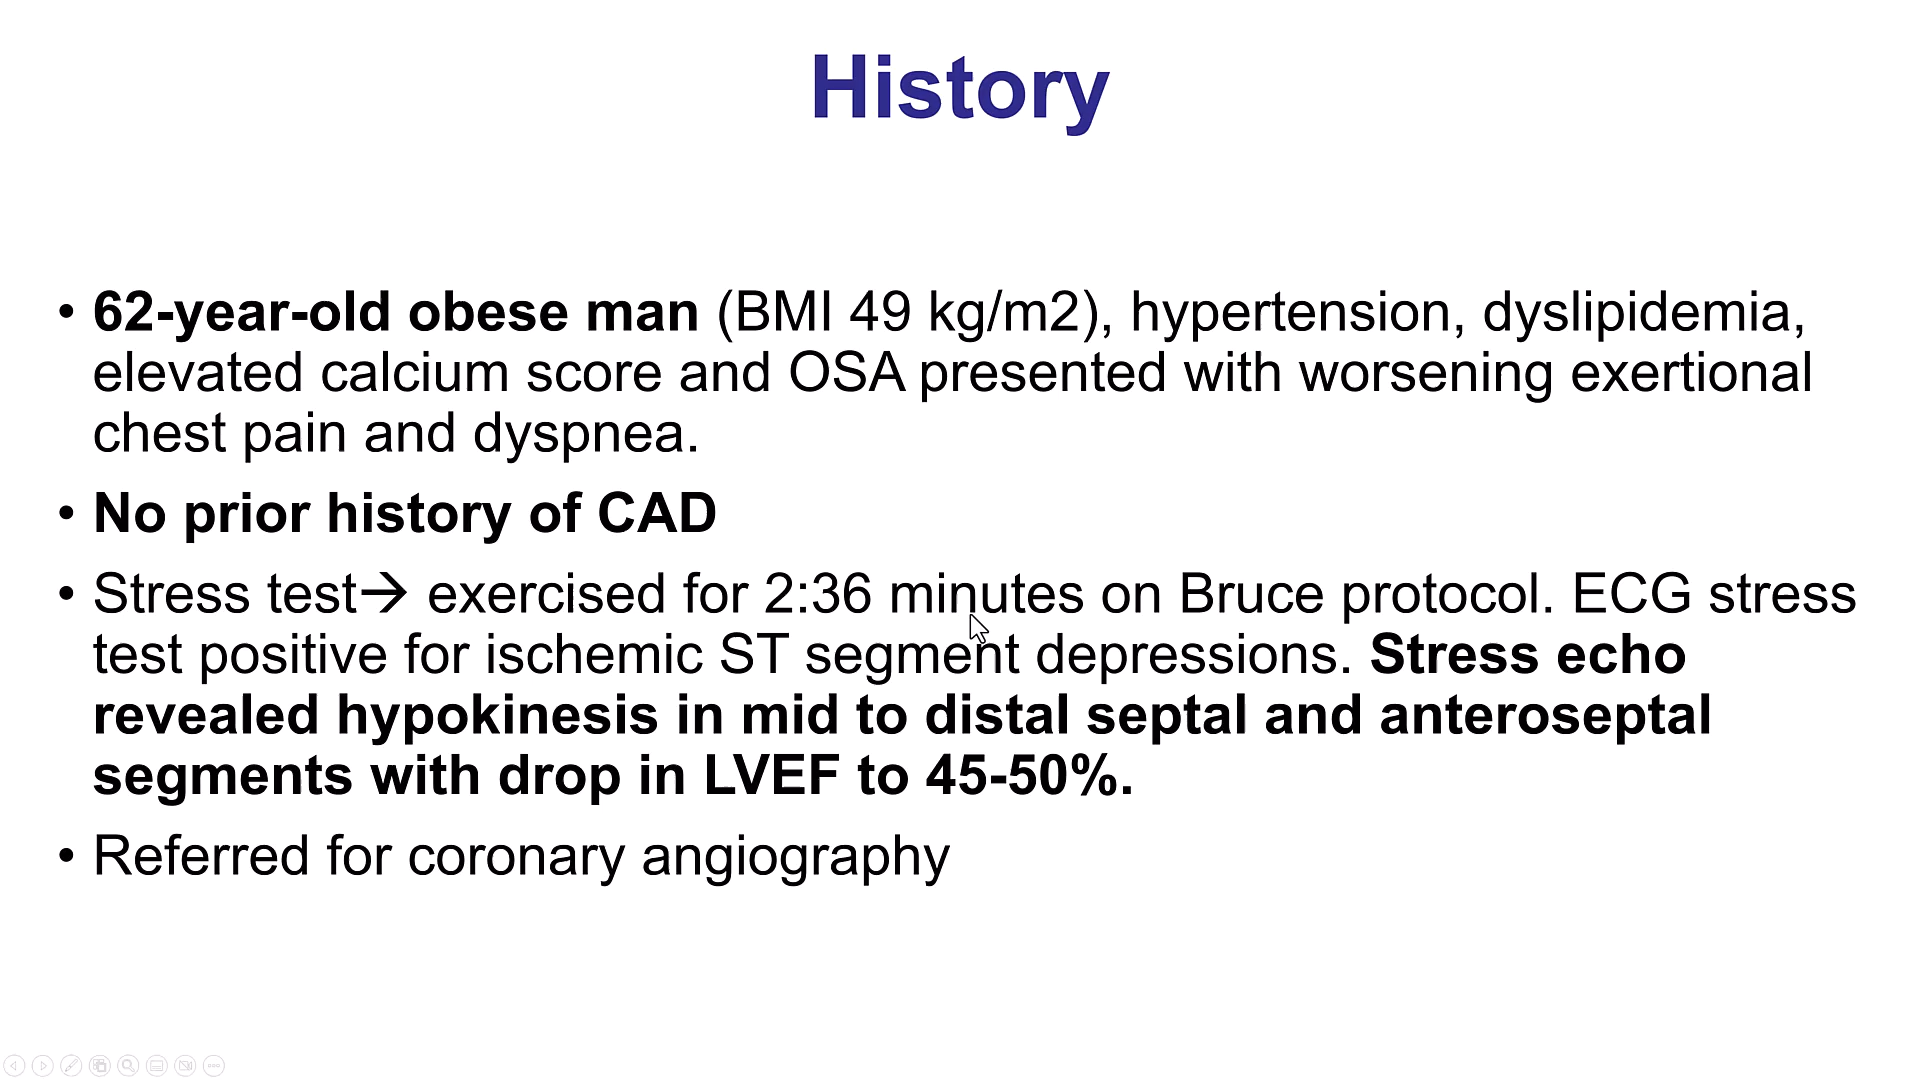 History
• 62-year-old obese man (BMI 49 kg/m2), hypertension, dyslipidemia,
elevated calcium score and OSA presented with worsening exertional
chest pain and dyspnea.
• No prior history of CAD
• Stress test→ exercised for 2:36 minutes on Bruce protocol. ECG stress
test positive for ischemic ST segment depressions. Stress echo
revealed hypokinesis in mid to distal septal and anteroseptal
segments with drop in LVEF to 45-50%.
• Referred for coronary angiography